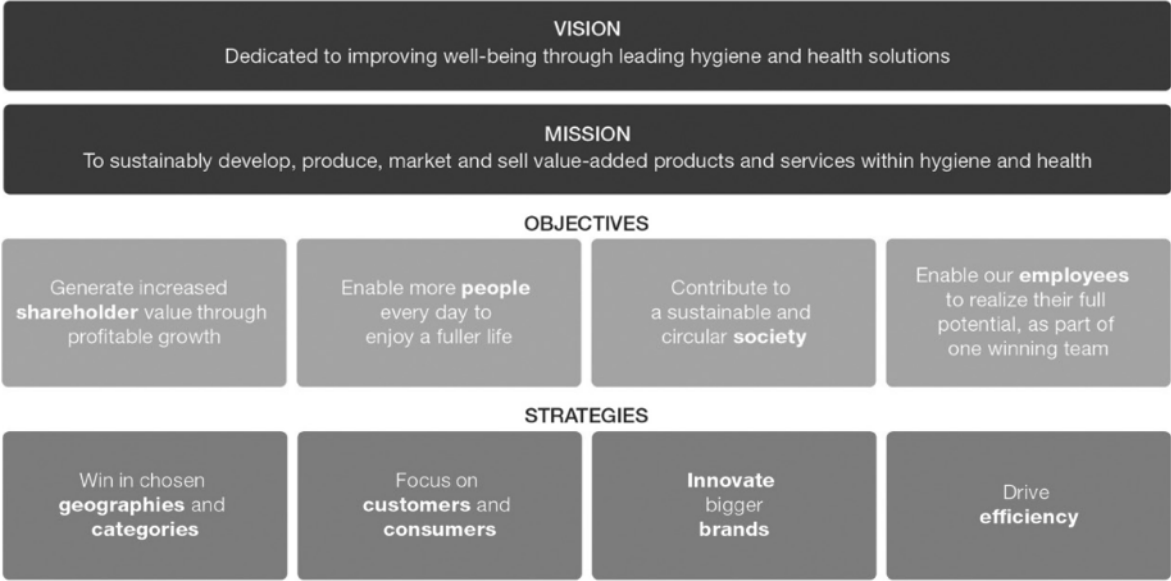 VISION
Dedicated to improving well-being through leading hygiene and health solutions
MISSION
To sustainably develop, produce, market and sell value-added products and services within hygiene and health
OBJECTIVES
Generate increased
shareholder value through
profitable growth
Enable more people
every day to
enjoy a fuller life
Contribute to
a sustainable and
circular society
Enable our employees
to realize their full
potential, as part of
one winning team
STRATEGIES
Win in chosen
geographies and
categories
Focus on
customers and
consumers
Innovate
bigger
brands
Drive
efficiency